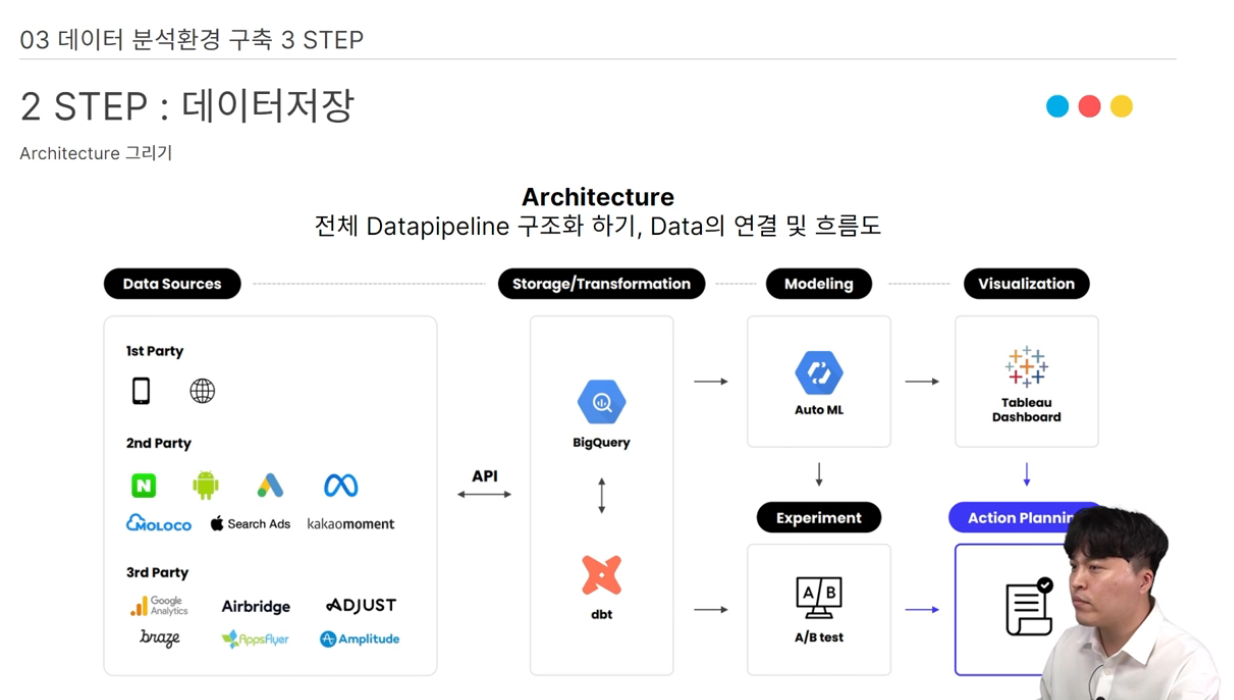 03 데이터 분석환경 구축 3 STEP
2 STEP : 데이터저장
Architecture 그리기
Architecture
전체 Datapipeline 구조화 하기, Data의 연결 및 흐름도
Data Sources
Storage/Transformation
Modeling
Visualization
1st Party
2nd Party
N
MOLOCO
Search Ads
kakaomoment
3rd Party
Google Analytics
Airbridge
ADJUST
braze
AppsFlyer
Amplitude
API
BigQuery
dbt
Auto ML
Tableau
Dashboard
Experiment
A B
A/B test
Action